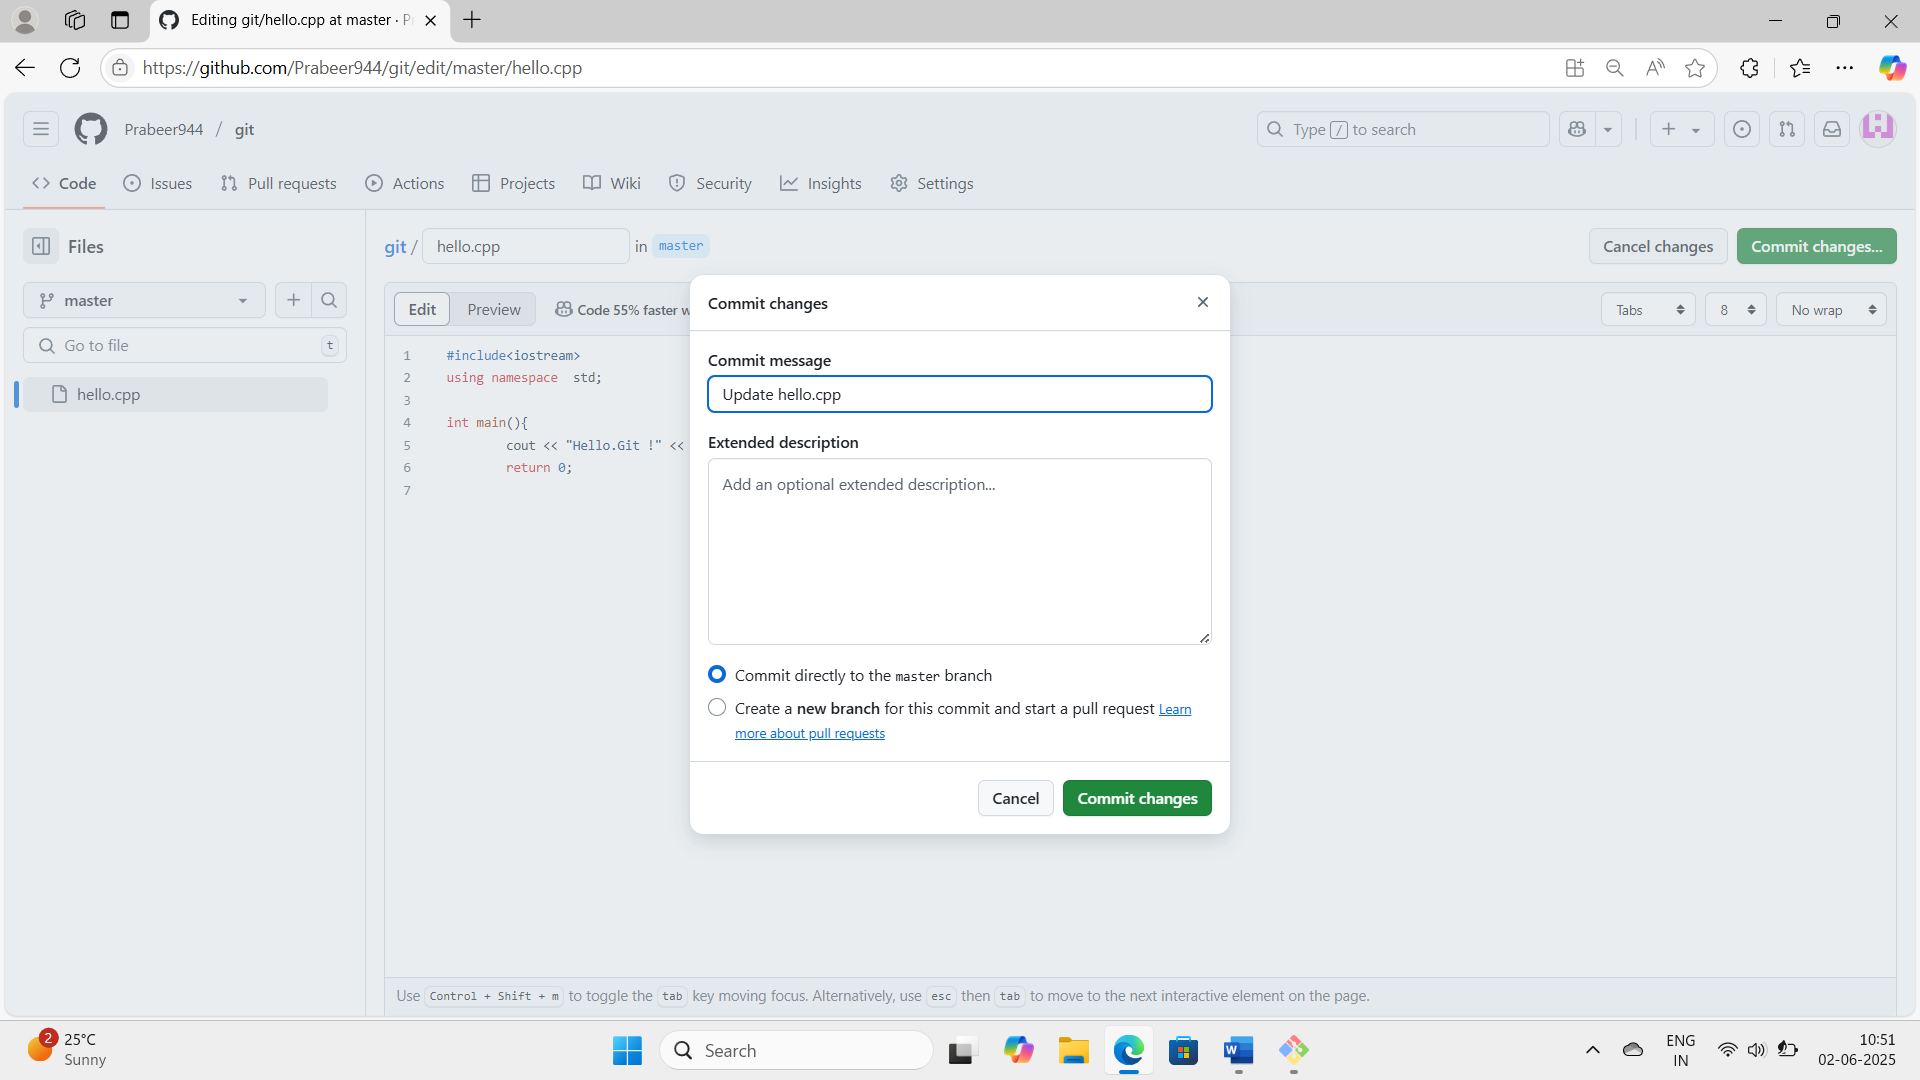 Editing git/hello.cpp at master · P
https://github.com/Prabeer944/git/edit/master/hello.cpp
Prabeer944 / git
Type / to search
Code
Issues
Pull requests
Actions
Projects
Wiki
Security
Insights
Settings
Files
git / hello.cpp in master
Cancel changes
Commit changes...
master
Go to file
t
hello.cpp
Edit
Preview
Code 55% faster w
Tabs
8
No wrap
1 #include<iostream>
2 using namespace  std;
3
4 int main(){
5 cout << "Hello.Git !" <<
6 return 0;
7
Commit changes
Commit message
Update hello.cpp
Extended description
Add an optional extended description...
Commit directly to the master branch
Create a new branch for this commit and start a pull request Learn
more about pull requests
Cancel
Commit changes
Use Control + Shift + m to toggle the tab key moving focus. Alternatively, use esc then tab to move to the next interactive element on the page.
2
25°C
Sunny
Search
W
ENG
IN
10:51
02-06-2025